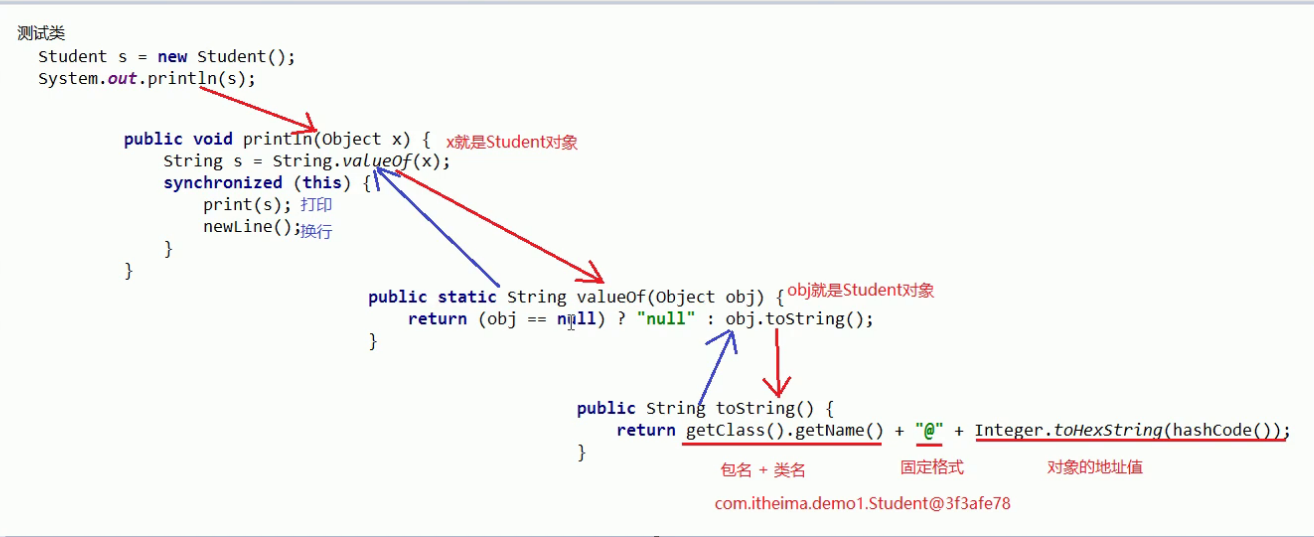 测试类
Student s = new Student();
System.out.println(s);
public void println(Object x) { x就是Student对象
String s = String.valueOf(x);
synchronized (this) {
print(s); 打印
newLine();换行
}
}
public static String valueOf(Object obj) { obj就是Student对象
return (obj == null) ? "null" : obj.toString();
}
public String toString() {
return getClass().getName() + "@" + Integer.toHexString(hashCode());
}
包名 + 类名 固定格式 对象的地址值
com.itheima.demo1.Student@3f3afe78